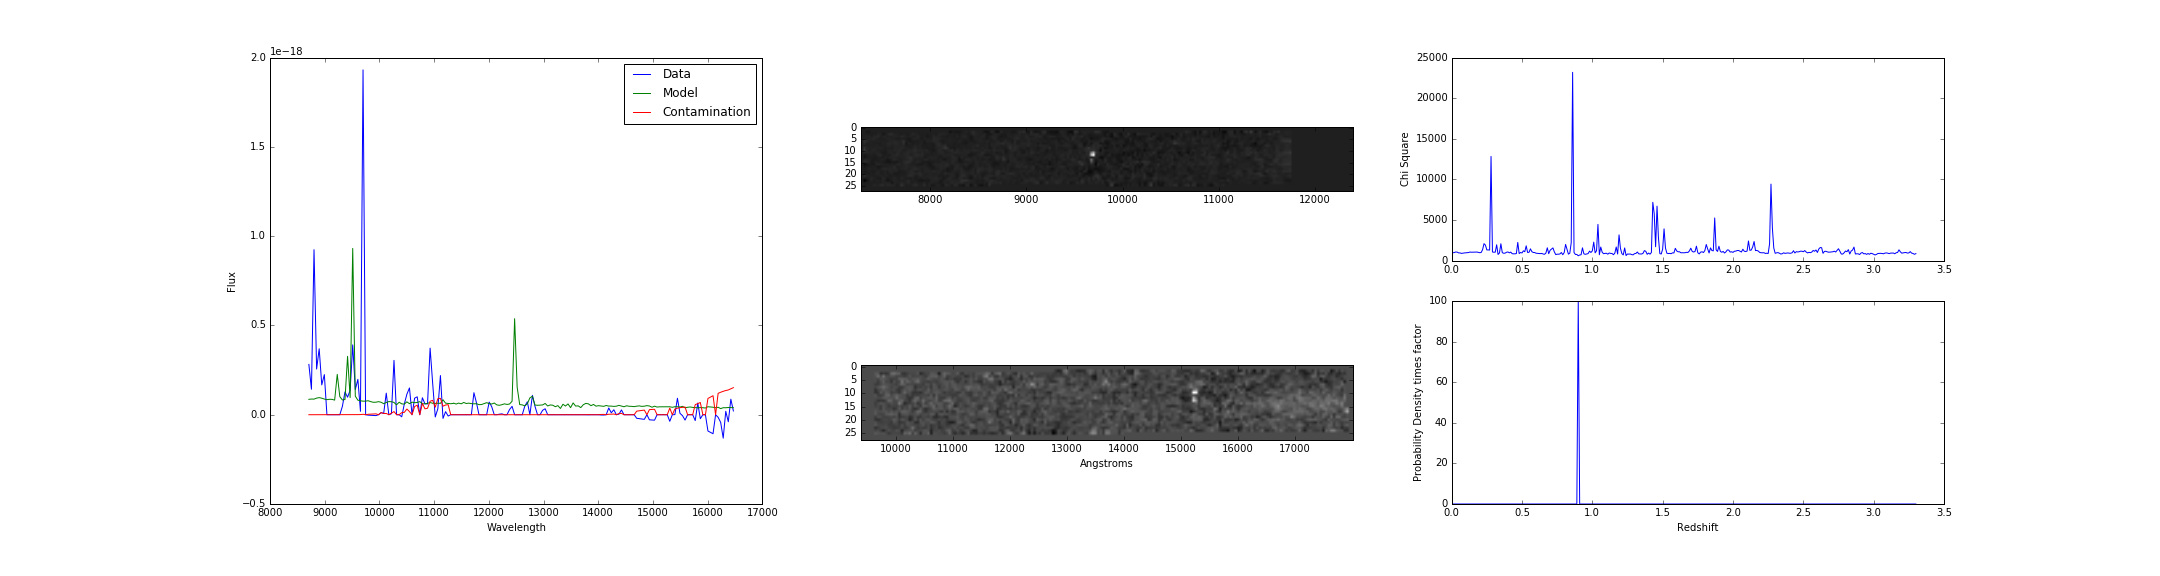 1e−18
2.0
1.5
1.0
0.5
0.0
−0.5
Flux
Data
Model
Contamination
8000 9000 10000 11000 12000 13000 14000 15000 16000 17000
Wavelength
0
5
10
15
20
25
8000 9000 10000 11000 12000
0
5
10
15
20
25
10000 11000 12000 13000 14000 15000 16000 17000
Angstroms
25000
20000
15000
10000
5000
0
Chi Square
0.0 0.5 1.0 1.5 2.0 2.5 3.0 3.5
100
80
60
40
20
0
Probability Density times factor
0.0 0.5 1.0 1.5 2.0 2.5 3.0 3.5
Redshift